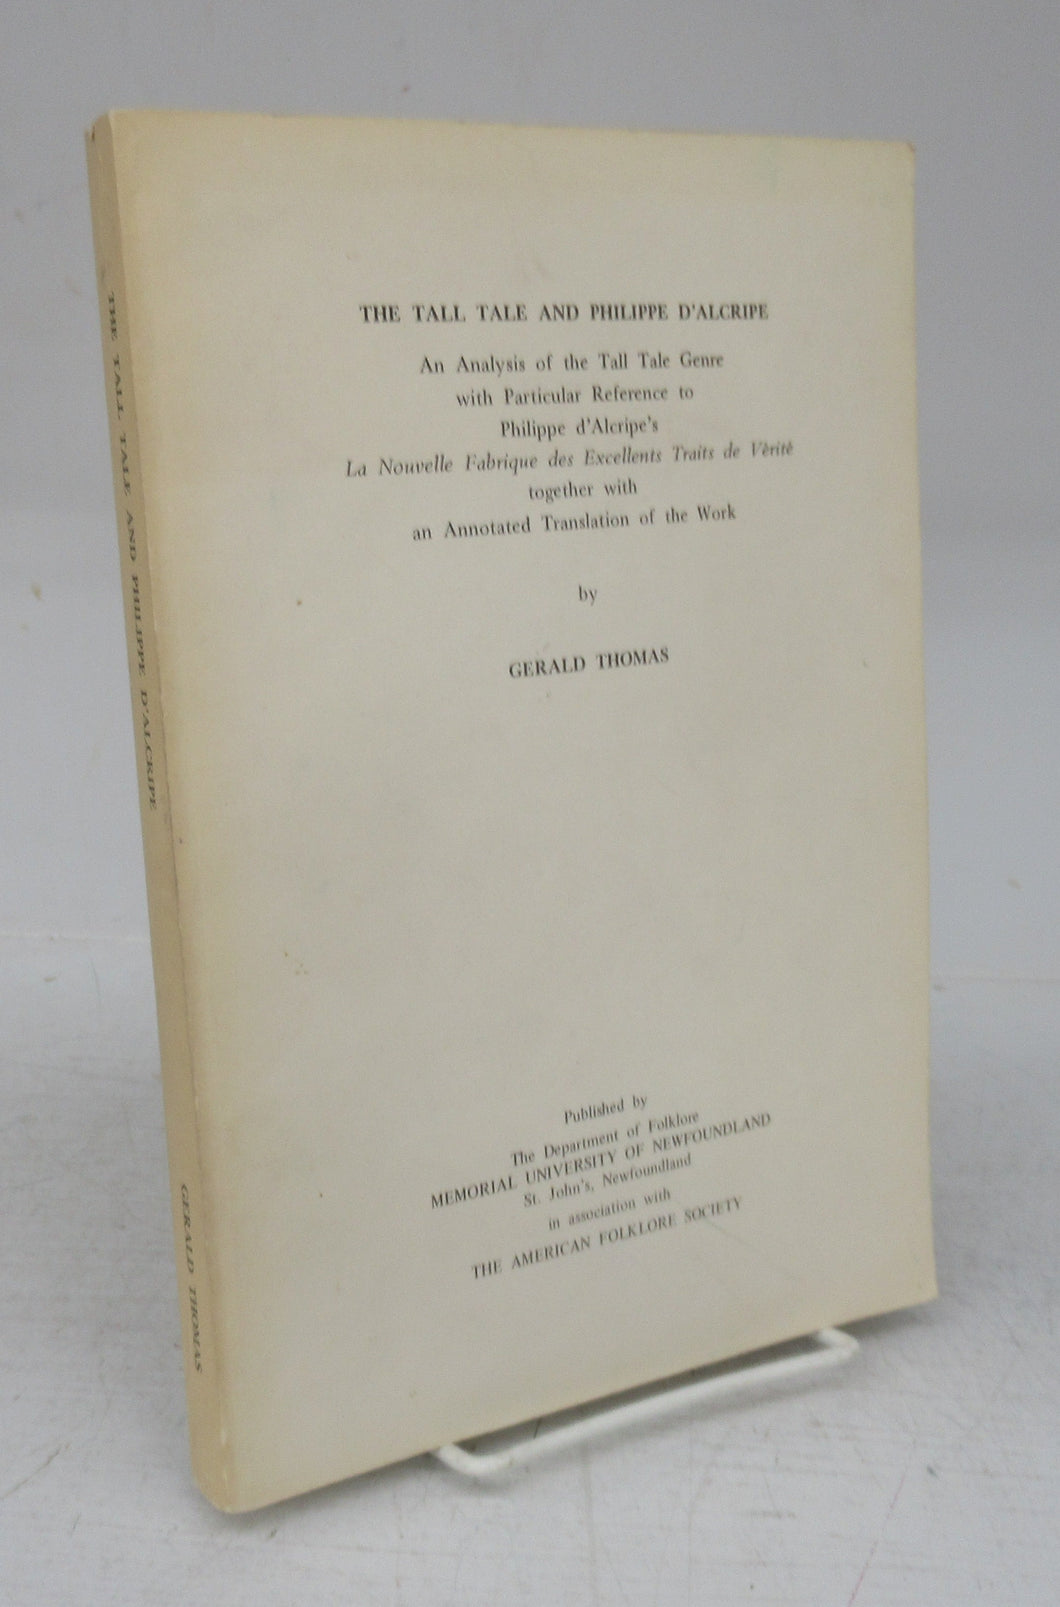 THE TALL TALE AND PHILIPPE D'ALCRIPE
An Analysis of the Tall Tale Genre
with Particular Reference to
Philippe d'Alcripe's
La Nouvelle Fabrique des Excellents Traits de Vèritè
together with
an Annotated Translation of the Work
by
GERALD THOMAS
Published by
The Department of Folklore
MEMORIAL UNIVERSITY OF NEWFOUNDLAND
St. John's, Newfoundland
in association with
THE AMERICAN FOLKLORE SOCIETY
THE TALL TALE AND PHILIPPE D'ALCRIPE
GERALD THOMAS